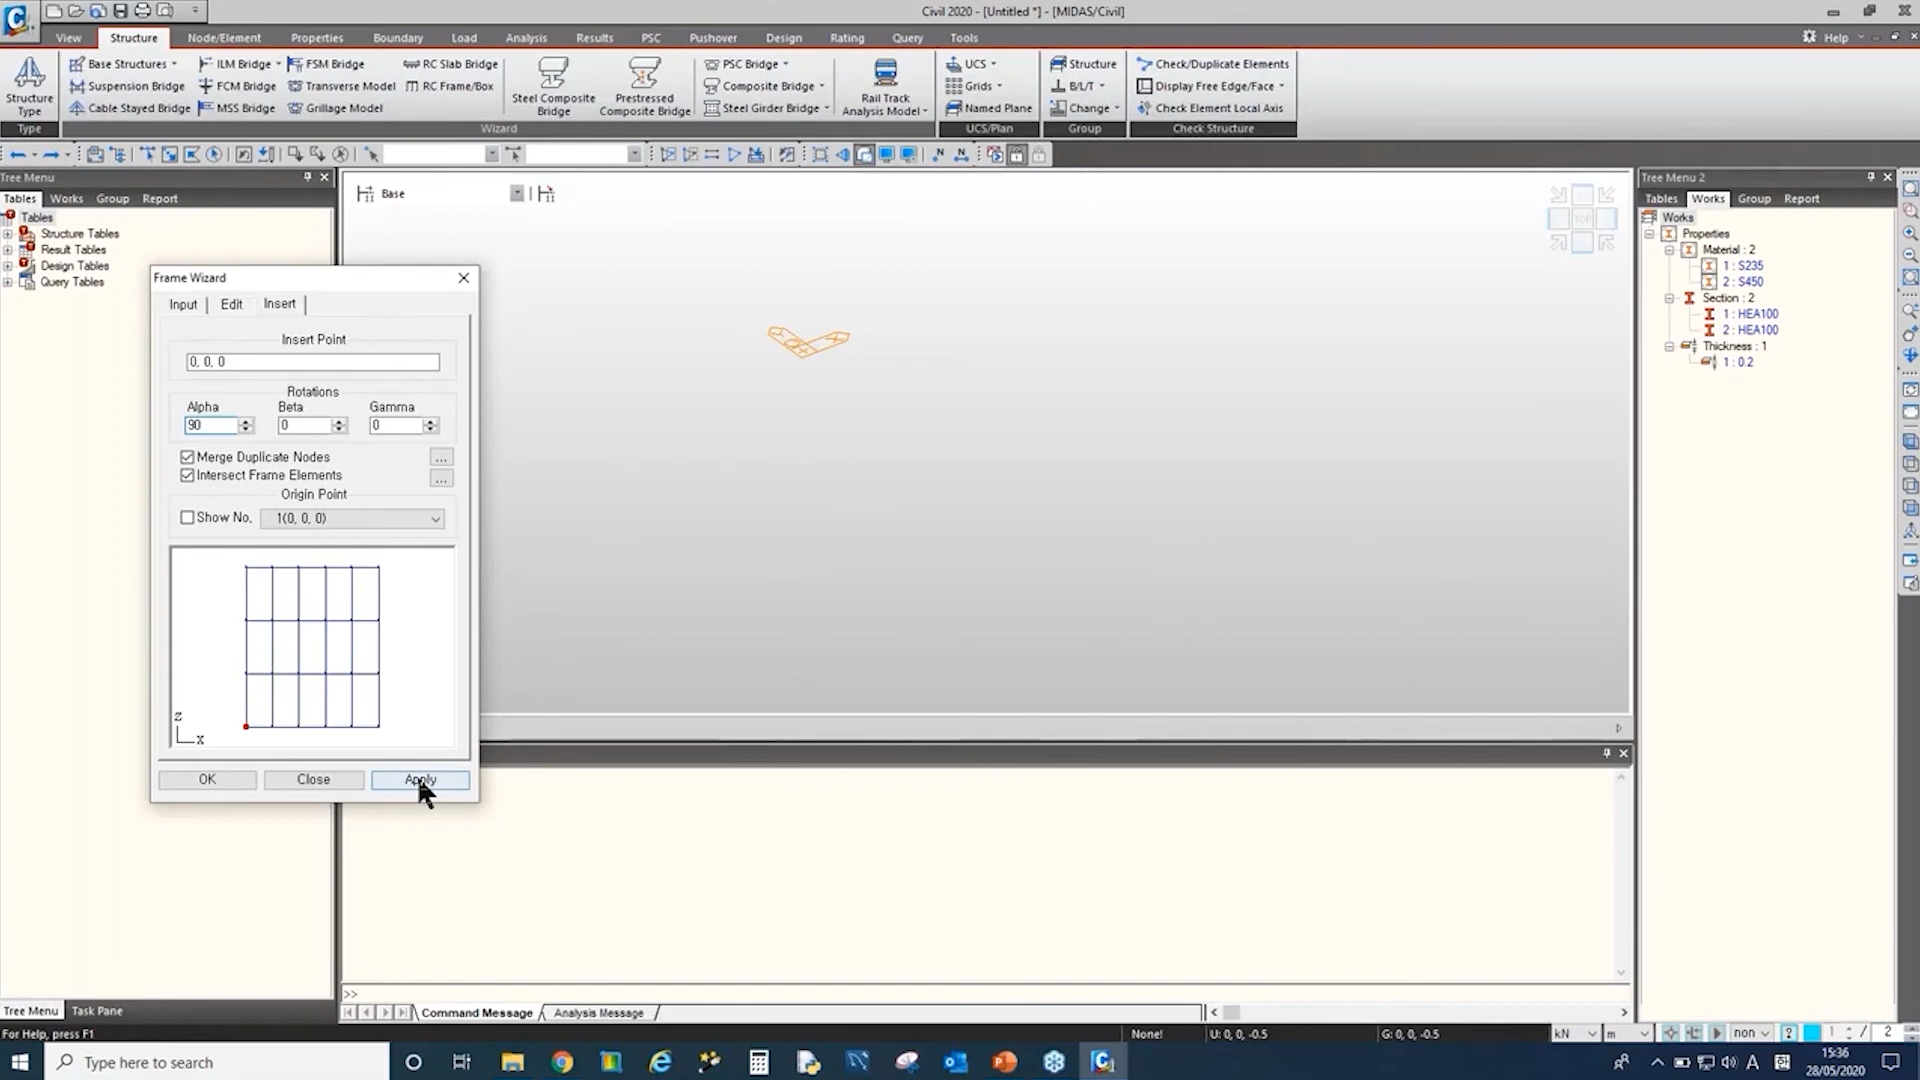 Civil 2020 - [Untitled *] - [MIDAS/Civil]
View Structure Node/Element Properties Boundary Load Analysis Results PSC Pushover Design Rating Query Tools Help
Structure Type
Base Structures
Suspension Bridge
Cable Stayed Bridge
ILM Bridge
FCM Bridge
MSS Bridge
FSM Bridge
Transverse Model
Grillage Model
RC Slab Bridge
RC Frame/Box
Steel Composite Bridge
Prestressed Composite Bridge
PSC Bridge
Composite Bridge
Steel Girder Bridge
Rail Track Analysis Model
UCS
Grids
Named Plane
Structure
B/L/T
Change
Check/Duplicate Elements
Display Free Edge/Face
Check Element Local Axis
Type Wizard UCS/Plan Group Check Structure
Tree Menu
Tables Works Group Report
Tables
Structure Tables
Result Tables
Design Tables
Query Tables
Base
TOP
Frame Wizard
Input Edit Insert
Insert Point
0, 0, 0
Rotations
Alpha Beta Gamma
90 0 0
Merge Duplicate Nodes ...
Intersect Frame Elements ...
Origin Point
Show No, 1(0, 0, 0)
z
x
OK Close Apply
Tree Menu 2
Tables Works Group Report
Works
Properties
Material : 2
1 : S235
2 : S450
Section : 2
1 : HEA100
2 : HEA100
Thickness : 1
1 : 0.2
>>
Command Message Analysis Message
Tree Menu Task Pane
For Help, press F1
None! U: 0, 0, -0.5 G: 0, 0, -0.5 kN m non 1 / 2
Type here to search
A
15:36
28/05/2020